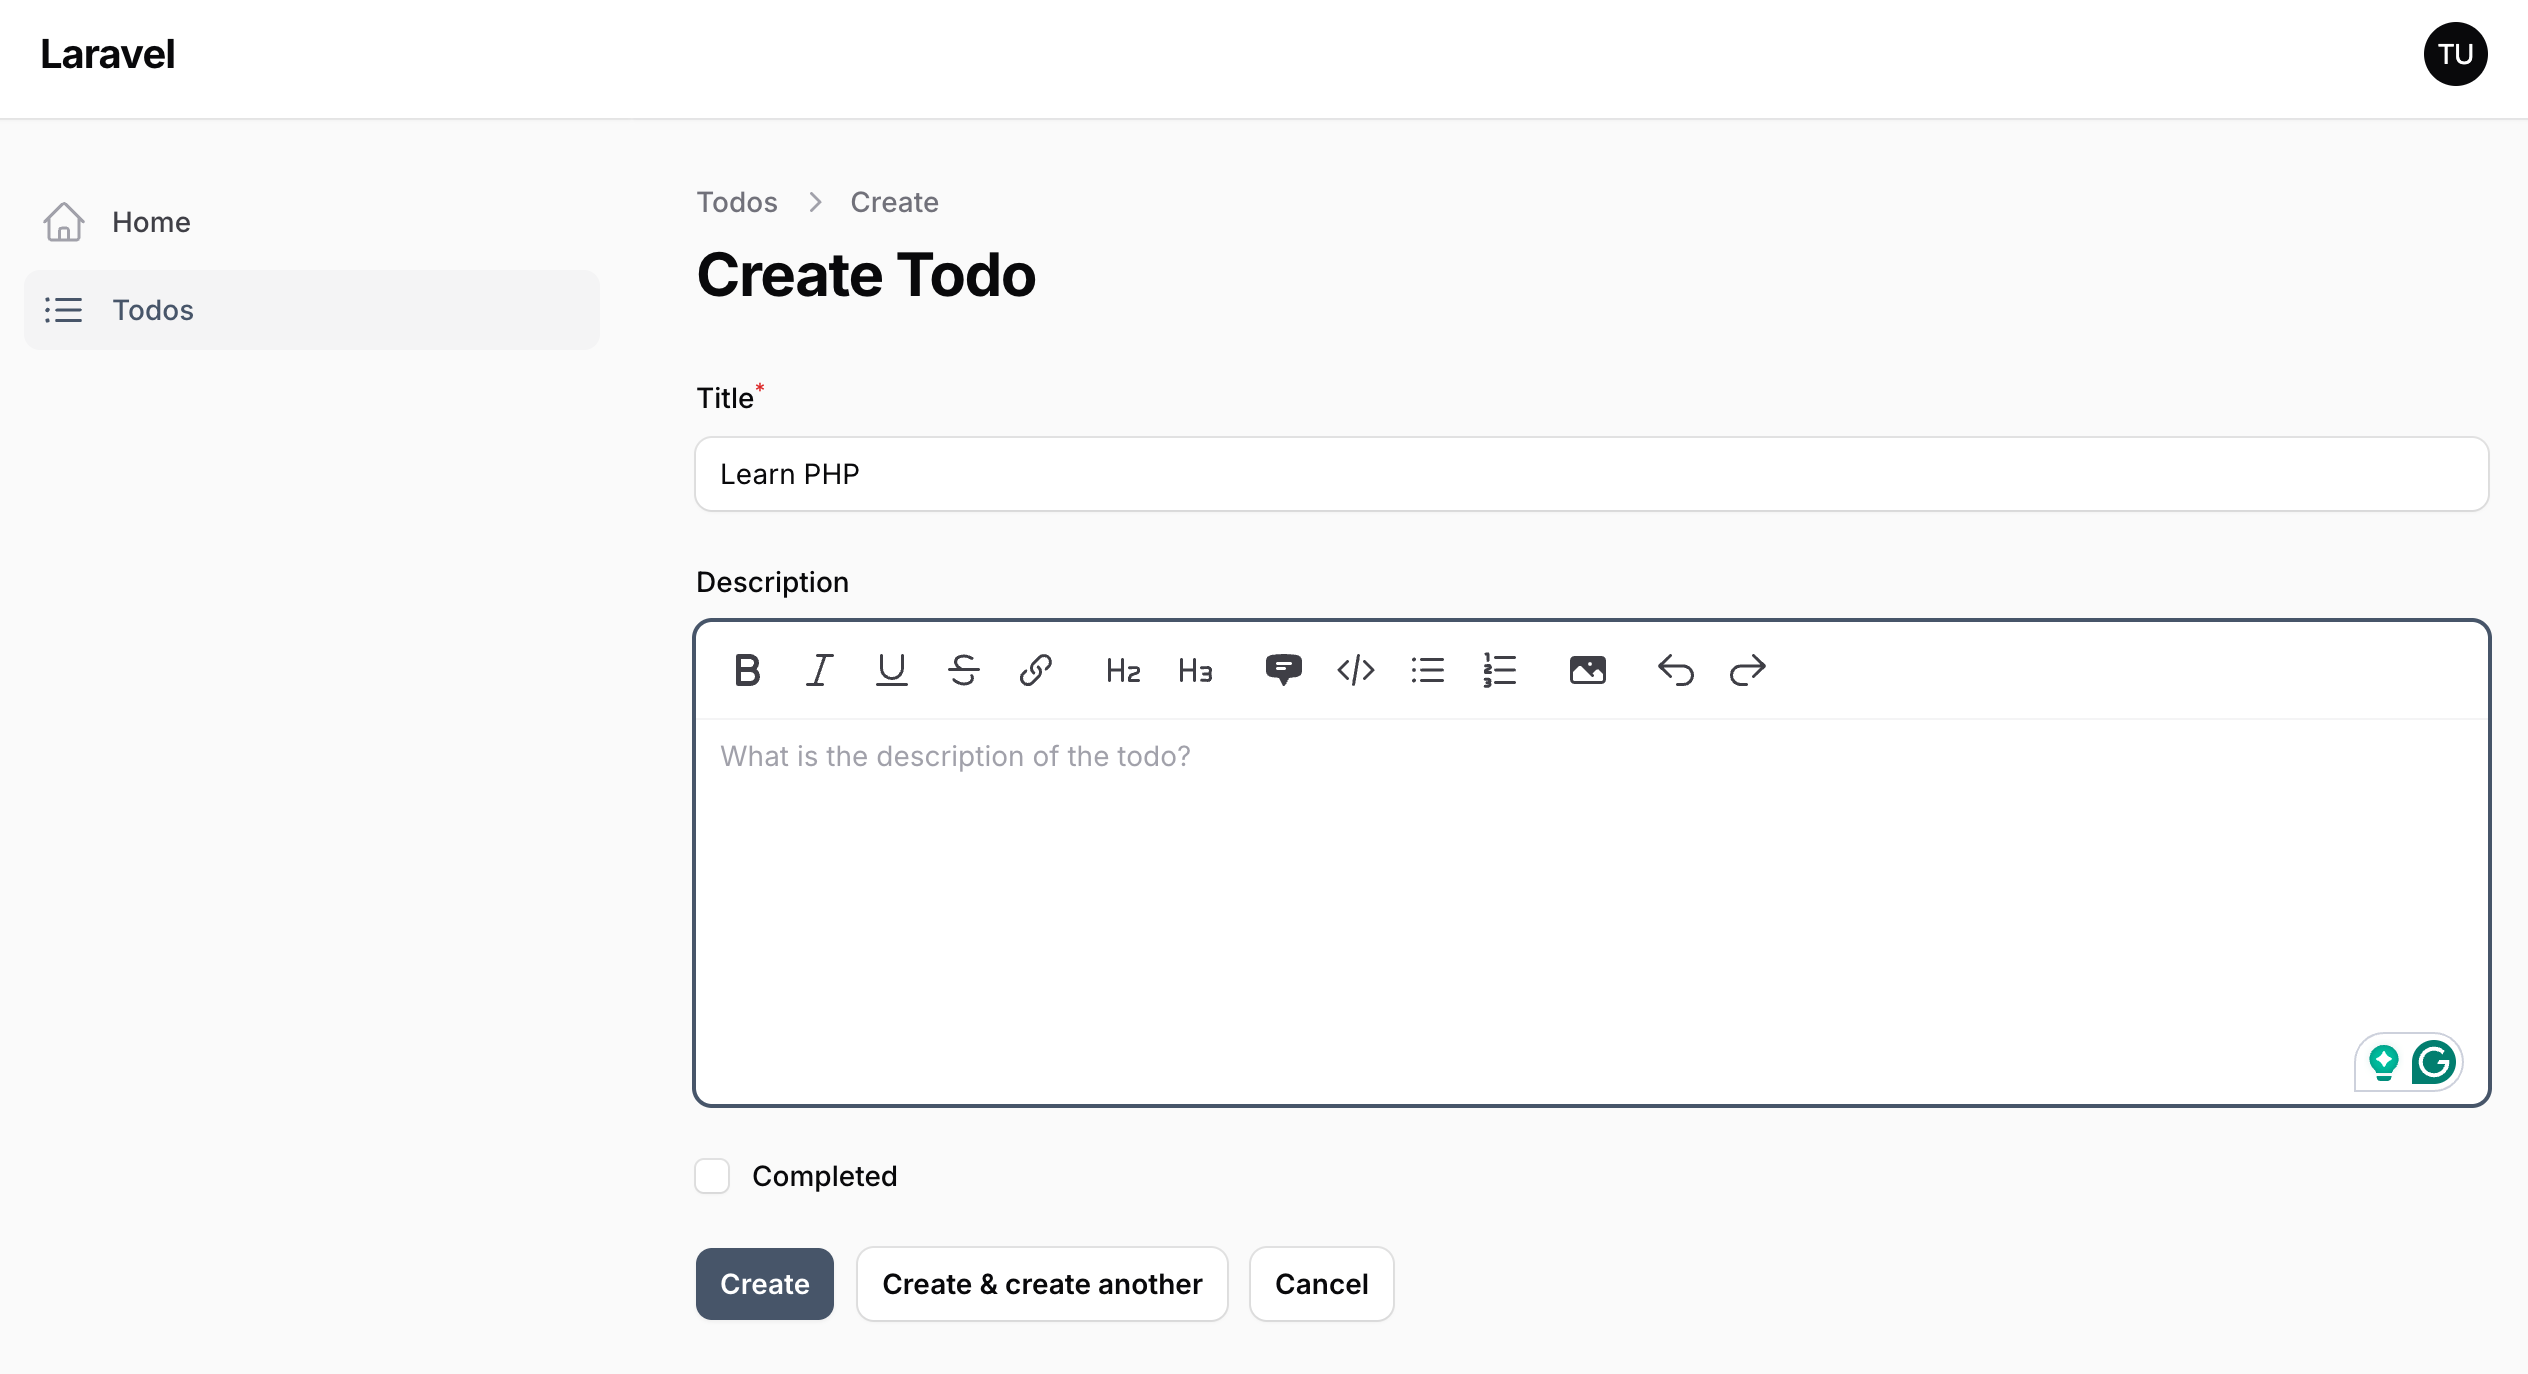 Laravel
TU
Home
Todos
Todos > Create
Create Todo
Title*
Learn PHP
Description
B I U S H2 H3
What is the description of the todo?
Completed
Create
Create & create another
Cancel